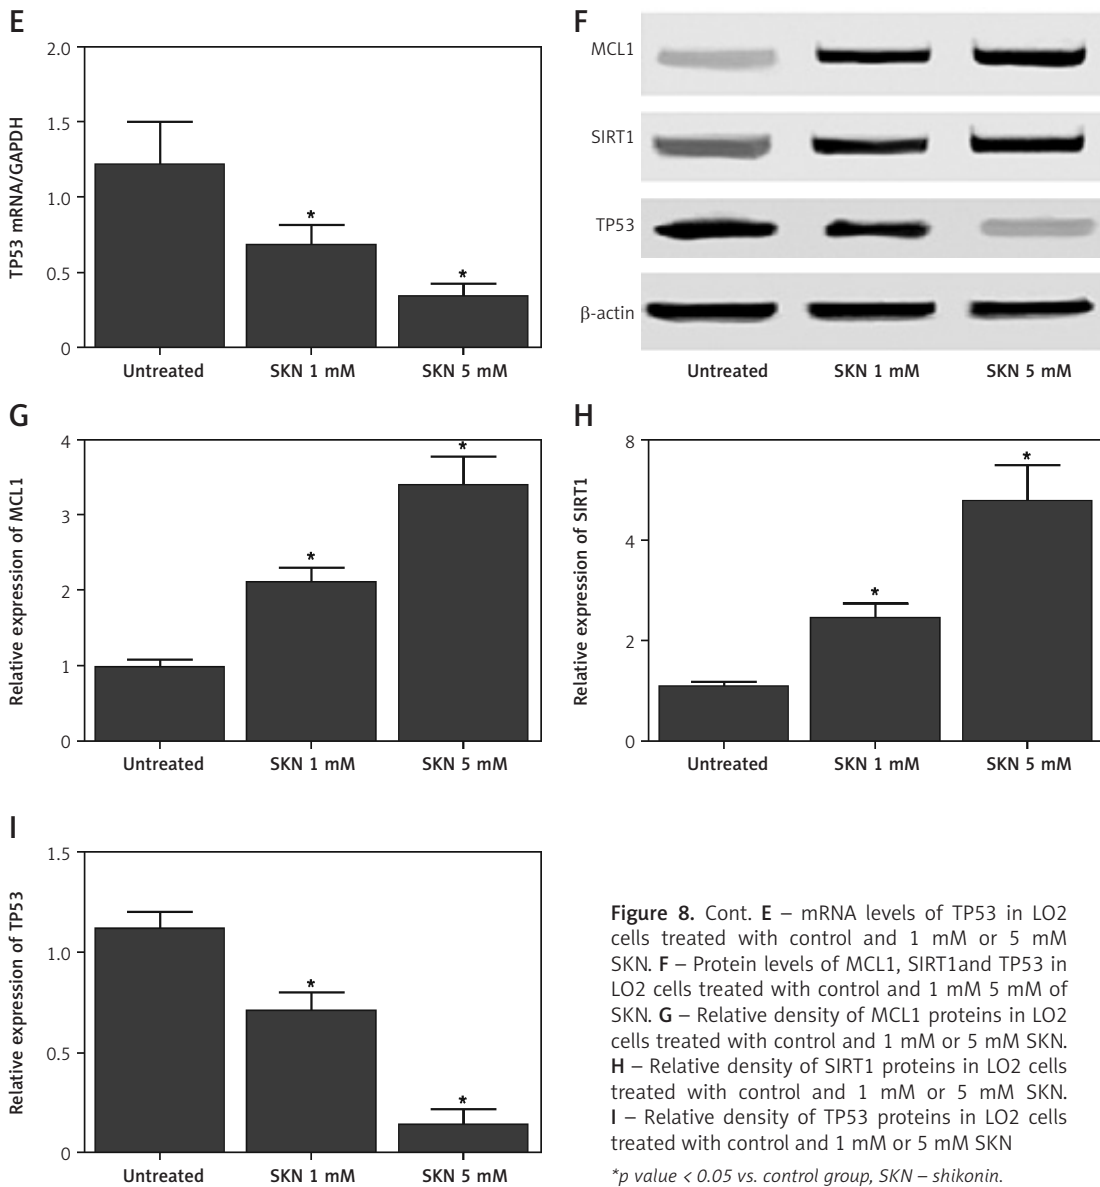 E
2.0
1.5
1.0
0.5
0
TP53 mRNA/GAPDH
*
*
Untreated SKN 1 mM SKN 5 mM
F
MCL1
SIRT1
TP53
β-actin
Untreated SKN 1 mM SKN 5 mM
G
4
3
2
1
0
Relative expression of MCL1
*
*
Untreated SKN 1 mM SKN 5 mM
H
8
4
2
0
Relative expression of SIRT1
*
*
Untreated SKN 1 mM SKN 5 mM
I
1.5
1.0
0.5
0
Relative expression of TP53
*
*
Untreated SKN 1 mM SKN 5 mM
Figure 8. Cont. E – mRNA levels of TP53 in LO2
cells treated with control and 1 mM or 5 mM
SKN. F – Protein levels of MCL1, SIRT1and TP53 in
LO2 cells treated with control and 1 mM 5 mM of
SKN. G – Relative density of MCL1 proteins in LO2
cells treated with control and 1 mM or 5 mM SKN.
H – Relative density of SIRT1 proteins in LO2 cells
treated with control and 1 mM or 5 mM SKN.
I – Relative density of TP53 proteins in LO2 cells
treated with control and 1 mM or 5 mM SKN
*p value < 0.05 vs. control group, SKN – shikonin.